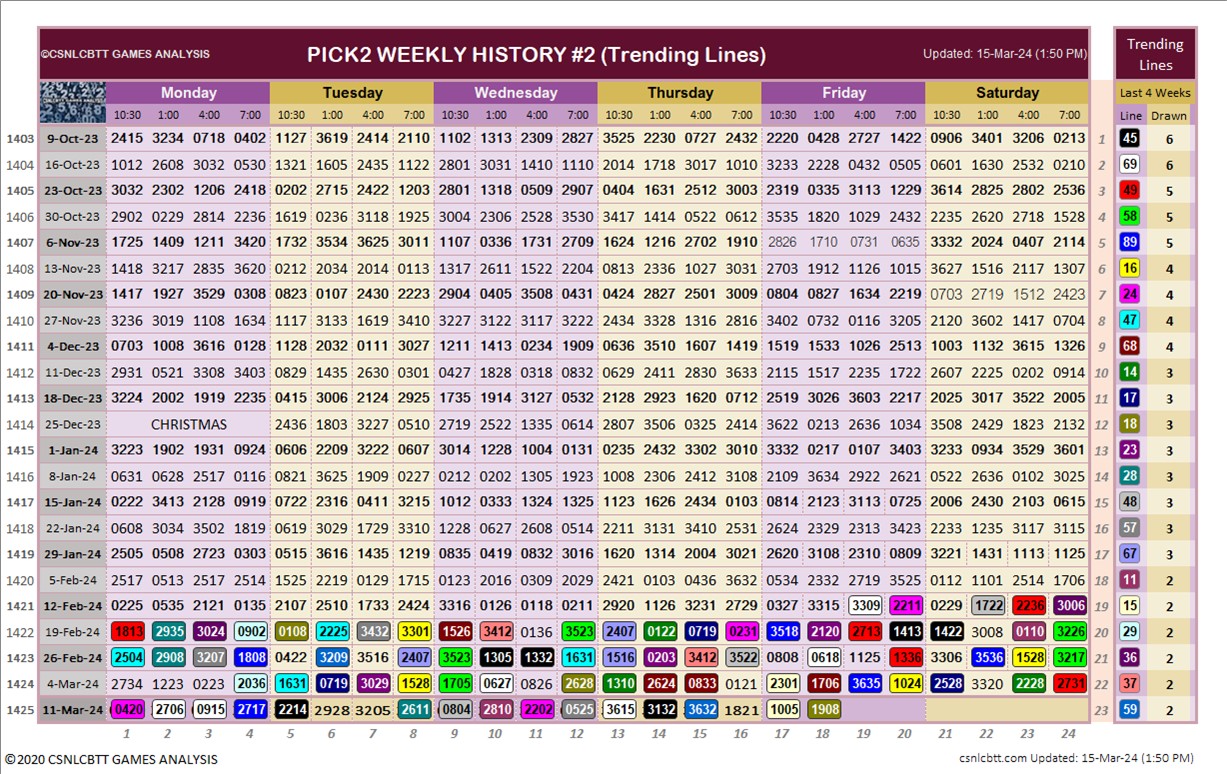 ©CSNLCBTT GAMES ANALYSIS PICK2 WEEKLY HISTORY #2 (Trending Lines) Updated: 15-Mar-24 (1:50 PM) Trending Lines
Monday Tuesday Wednesday Thursday Friday Saturday Last 4 Weeks
10:30 1:00 4:00 7:00 10:30 1:00 4:00 7:00 10:30 1:00 4:00 7:00 10:30 1:00 4:00 7:00 10:30 1:00 4:00 7:00 10:30 1:00 4:00 7:00 Line Drawn
1403 9-Oct-23 2415 3234 0718 0402 1127 3619 2414 2110 1102 1313 2309 2827 3525 2230 0727 2432 2220 0428 2727 1422 0906 3401 3206 0213 1 45 6
1404 16-Oct-23 1012 2608 3032 0530 1321 1605 2435 1122 2801 3031 1410 1110 2014 1718 3017 1010 3233 2228 0432 0505 0601 1630 2532 0210 2 69 6
1405 23-Oct-23 3032 2302 1206 2418 0202 2715 2422 1203 2801 1318 0509 2907 0404 1631 2512 3003 2319 0335 3113 1229 3614 2825 2802 2536 3 49 5
1406 30-Oct-23 2902 0229 2814 2236 1619 0236 3118 1925 3004 2306 2528 3530 3417 1414 0522 0612 3535 1820 1029 2432 2235 2620 2718 1528 4 58 5
1407 6-Nov-23 1725 1409 1211 3420 1732 3534 3625 3011 1107 0336 1731 2709 1624 1216 2702 1910 2826 1710 0731 0635 3332 2024 0407 2114 5 89 5
1408 13-Nov-23 1418 3217 2835 3620 0212 2034 2014 0113 1317 2611 1522 2204 0813 2336 1027 3031 2703 1912 1126 1015 3627 1516 2117 1307 6 16 4
1409 20-Nov-23 1417 1927 3529 0308 0823 0107 2430 2223 2904 0405 3508 0431 0424 2827 2001 3009 0804 0827 1634 2219 0703 2719 1512 2423 7 24 4
1410 27-Nov-23 3236 3019 1108 1634 1117 3133 1619 3410 3227 3122 3117 3222 2434 3328 1316 2816 3402 0732 0116 3205 2120 3602 1417 0704 8 47 4
1411 4-Dec-23 0703 1008 3616 0128 1128 2032 0111 3027 1211 1413 0234 1909 0636 3510 1607 1419 1519 1533 1026 2513 1003 1132 3615 1326 9 68 4
1412 11-Dec-23 2931 0521 3308 3403 0829 1435 2630 0301 0427 1828 0318 0832 0629 2411 2830 3633 2115 1517 2235 1722 2607 2225 0202 0914 10 14 3
1413 18-Dec-23 3224 2002 1919 2235 0415 3006 2124 2925 1735 1914 3127 0532 2128 2923 1620 0712 2519 3026 3603 2217 2025 3017 3522 2005 11 17 3
1414 25-Dec-23 CHRISTMAS 2436 1803 3227 0510 2719 2522 1335 0614 2807 3506 0325 2414 3622 0213 2636 1034 3508 2429 1823 2132 12 18 3
1415 1-Jan-24 3223 1902 1931 0924 0606 2209 3222 0607 3014 1228 1004 0131 0235 2432 3302 3010 3332 0217 0107 3403 3233 0934 3529 3601 13 23 3
1416 8-Jan-24 0631 0628 2517 0116 0821 3625 1909 0222 0212 0202 1305 1923 1008 2306 2412 3108 2109 3634 2922 2621 0522 2636 0102 3025 14 28 3
1417 15-Jan-24 0222 3413 2128 0919 0722 2316 0411 3215 1012 0333 1324 1325 1123 1626 2434 0103 0814 2123 3113 0725 2006 2430 2103 0615 15 48 3
1418 22-Jan-24 0608 3034 3502 1819 0619 3029 1729 3310 1228 0627 2608 0514 2211 3131 3410 2531 2624 2329 2313 3423 2233 1235 3117 3115 16 57 3
1419 29-Jan-24 2505 0508 2723 0303 0515 3616 1435 1219 0835 0419 0832 3016 1620 1314 2004 3021 2620 3108 2310 0809 3221 1431 1113 1125 17 67 3
1420 5-Feb-24 2517 0513 2517 2514 1525 2219 0129 1715 0123 2016 0309 2029 2421 0103 0436 3632 0534 2332 2719 3525 0112 1101 2514 1706 18 11 2
1421 12-Feb-24 0225 0535 2121 0135 2107 2510 1733 2424 3316 0126 0118 0211 2920 1126 3231 2729 0327 3315 3309 2211 0229 1722 2236 3006 19 15 2
1422 19-Feb-24 1813 2935 3024 0902 0108 2225 3432 3301 1526 3412 0136 3523 2407 0122 0719 0231 3518 2120 2713 1413 1422 3008 0110 3226 20 29 2
1423 26-Feb-24 2504 2908 3207 1808 0422 3209 3516 2407 3523 1305 1332 1631 1516 0203 3412 3522 0808 0618 1125 1336 3306 3536 1528 3217 21 36 2
1424 4-Mar-24 2734 1223 0223 2036 1631 0719 3029 1528 1705 0627 0826 2628 1310 2624 0833 0121 2301 1706 3635 1024 2528 3320 2228 2731 22 37 2
1425 11-Mar-24 0420 2706 0915 2717 2214 2928 3205 2611 0804 2810 2202 0525 3615 3132 3632 1821 1005 1908 23 59 2
1 2 3 4 5 6 7 8 9 10 11 12 13 14 15 16 17 18 19 20 21 22 23 24
©2020 CSNLCBTT GAMES ANALYSIS csnlcbtt.com Updated: 15-Mar-24 (1:50 PM)